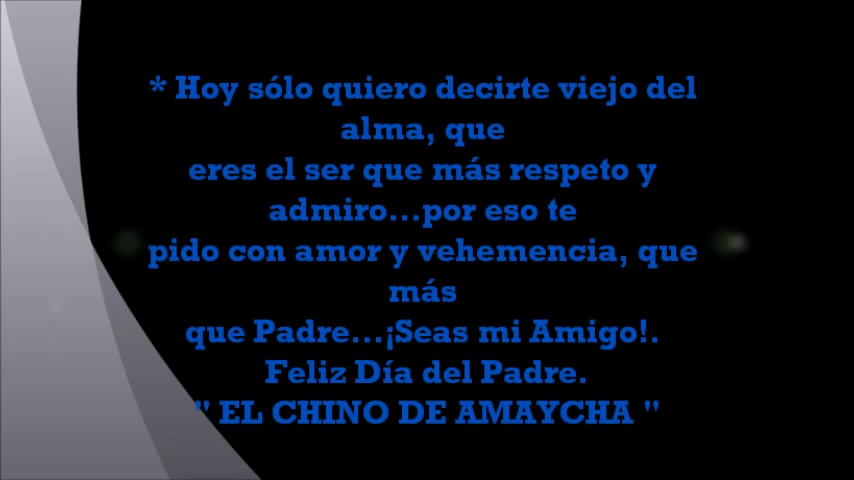 * Hoy sólo quiero decirte viejo del
alma, que
eres el ser que más respeto y
admiro...por eso te
pido con amor y vehemencia, que
más
que Padre...¡Seas mi Amigo!.
Feliz Día del Padre.
" EL CHINO DE AMAYCHA "